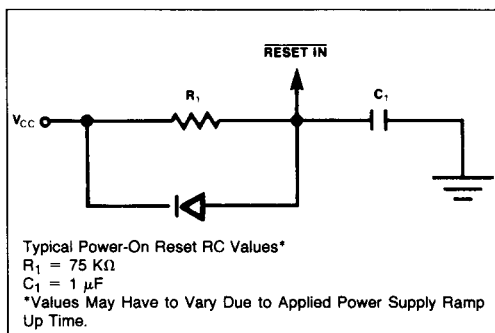 RESET IN
R₁
C₁
VCC
Typical Power-On Reset RC Values*
R₁ = 75 KΩ
C₁ = 1 μF
*Values May Have to Vary Due to Applied Power Supply Ramp
Up Time.